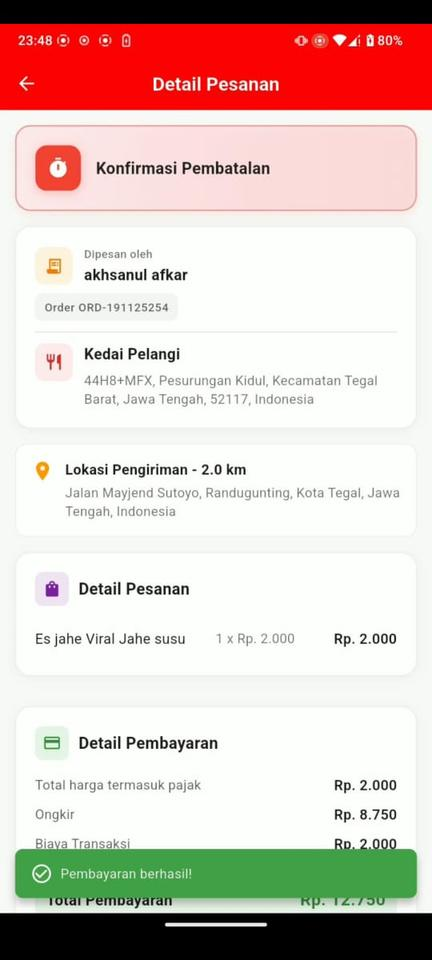 23:48
80%
Detail Pesanan
Konfirmasi Pembatalan
Dipesan oleh
akhsanul afkar
Order ORD-191125254
Kedai Pelangi
44H8+MFX, Pesurungan Kidul, Kecamatan Tegal
Barat, Jawa Tengah, 52117, Indonesia
Lokasi Pengiriman - 2.0 km
Jalan Mayjend Sutoyo, Randugunting, Kota Tegal, Jawa
Tengah, Indonesia
Detail Pesanan
Es jahe Viral Jahe susu 1 x Rp. 2.000 Rp. 2.000
Detail Pembayaran
Total harga termasuk pajak Rp. 2.000
Ongkir Rp. 8.750
Biaya Transaksi Rp. 2.000
Pembayaran berhasil!
Total Pembayaran Rp. 12.750